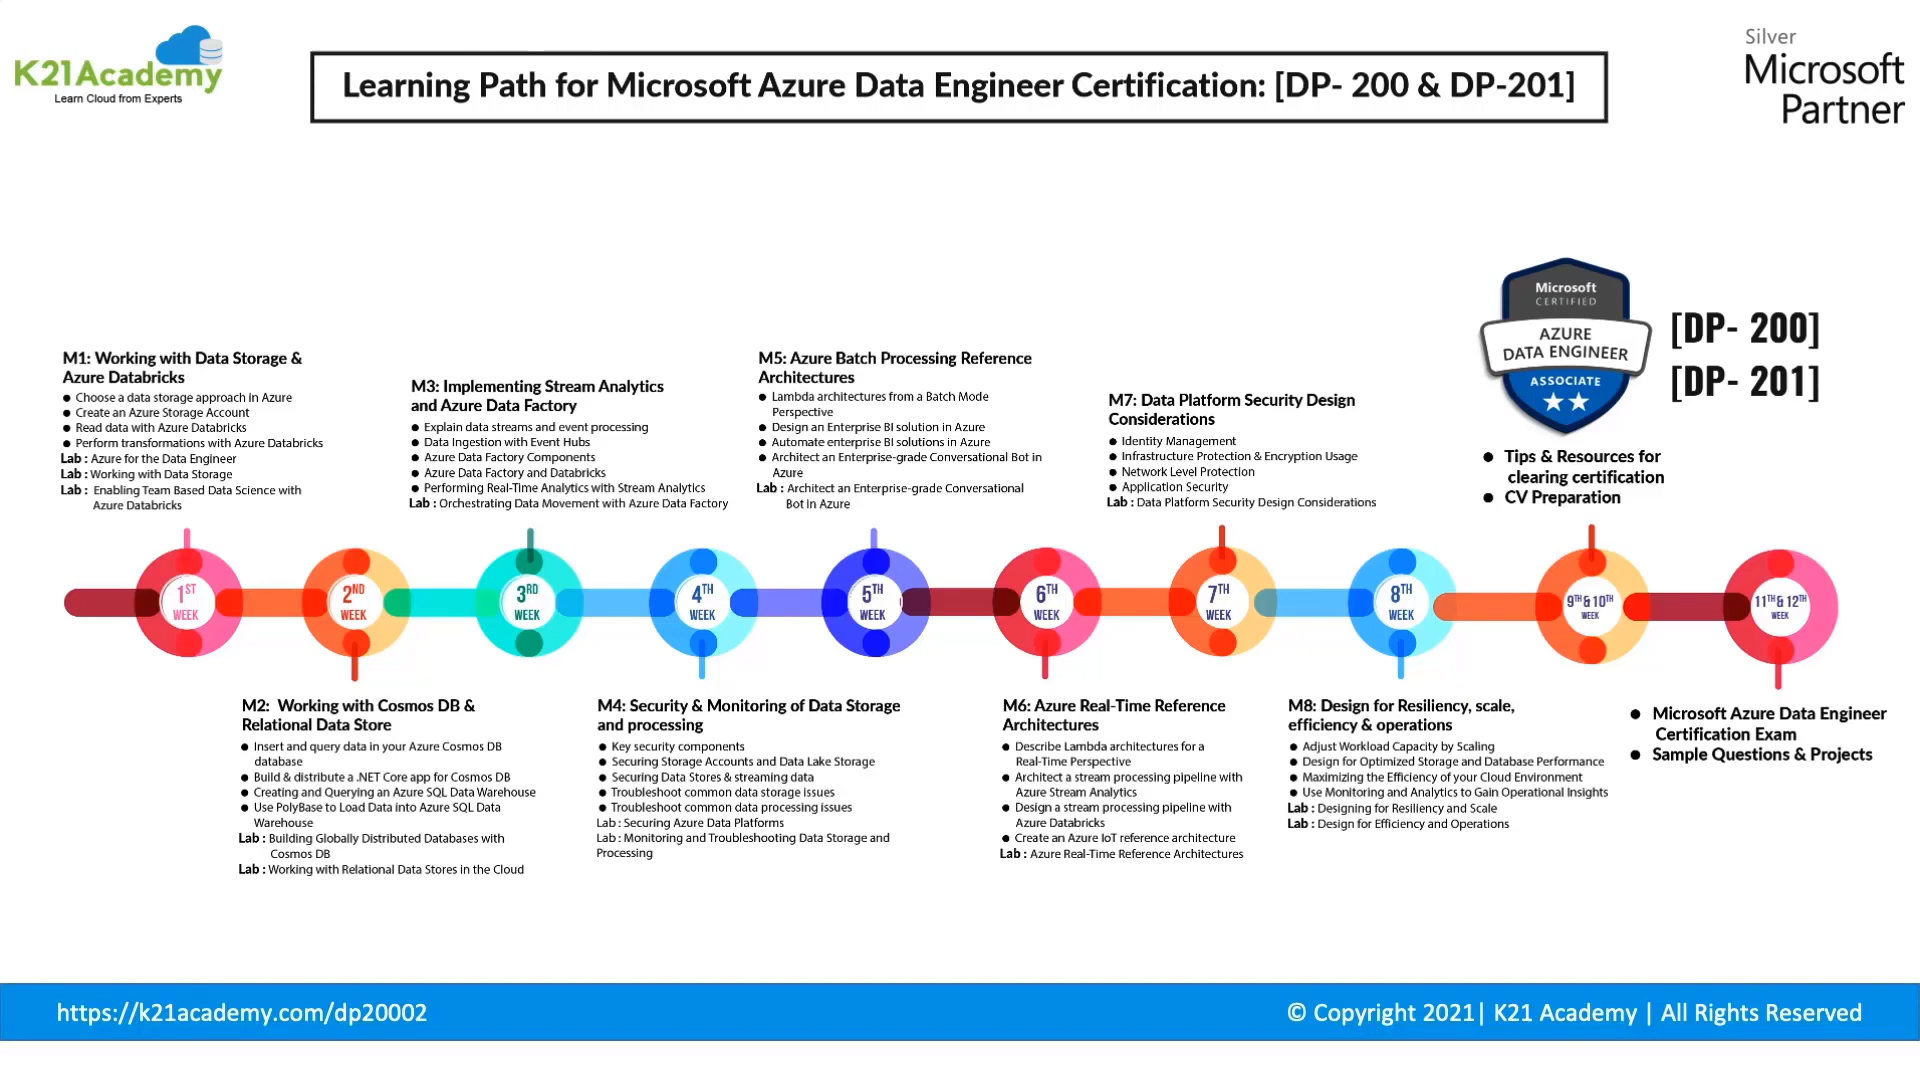 K21Academy
Learn Cloud from Experts
Learning Path for Microsoft Azure Data Engineer Certification: [DP- 200 & DP-201]
Silver
Microsoft
Partner
M1: Working with Data Storage &
Azure Databricks
● Choose a data storage approach in Azure
● Create an Azure Storage Account
● Read data with Azure Databricks
● Perform transformations with Azure Databricks
Lab : Azure for the Data Engineer
Lab : Working with Data Storage
Lab : Enabling Team Based Data Science with
Azure Databricks
M3: Implementing Stream Analytics
and Azure Data Factory
● Explain data streams and event processing
● Data Ingestion with Event Hubs
● Azure Data Factory Components
● Azure Data Factory and Databricks
● Performing Real-Time Analytics with Stream Analytics
Lab : Orchestrating Data Movement with Azure Data Factory
M5: Azure Batch Processing Reference
Architectures
● Lambda architectures from a Batch Mode
Perspective
● Design an Enterprise BI solution in Azure
● Automate enterprise BI solutions in Azure
● Architect an Enterprise-grade Conversational Bot in
Azure
Lab : Architect an Enterprise-grade Conversational
Bot in Azure
M7: Data Platform Security Design
Considerations
● Identity Management
● Infrastructure Protection & Encryption Usage
● Network Level Protection
● Application Security
Lab : Data Platform Security Design Considerations
Microsoft
CERTIFIED
AZURE
DATA ENGINEER
ASSOCIATE
[DP- 200]
[DP- 201]
● Tips & Resources for
clearing certification
● CV Preparation
1ST
WEEK
2ND
WEEK
3RD
WEEK
4TH
WEEK
5TH
WEEK
6TH
WEEK
7TH
WEEK
8TH
WEEK
9TH & 10TH
WEEK
11TH & 12TH
WEEK
M2: Working with Cosmos DB &
Relational Data Store
● Insert and query data in your Azure Cosmos DB
database
● Build & distribute a .NET Core app for Cosmos DB
● Creating and Querying an Azure SQL Data Warehouse
● Use PolyBase to Load Data into Azure SQL Data
Warehouse
Lab : Building Globally Distributed Databases with
Cosmos DB
Lab : Working with Relational Data Stores in the Cloud
M4: Security & Monitoring of Data Storage
and processing
● Key security components
● Securing Storage Accounts and Data Lake Storage
● Securing Data Stores & streaming data
● Troubleshoot common data storage issues
● Troubleshoot common data processing issues
Lab : Securing Azure Data Platforms
Lab : Monitoring and Troubleshooting Data Storage and
Processing
M6: Azure Real-Time Reference
Architectures
● Describe Lambda architectures for a
Real-Time Perspective
● Architect a stream processing pipeline with
Azure Stream Analytics
● Design a stream processing pipeline with
Azure Databricks
● Create an Azure IoT reference architecture
Lab : Azure Real-Time Reference Architectures
M8: Design for Resiliency, scale,
efficiency & operations
● Adjust Workload Capacity by Scaling
● Design for Optimized Storage and Database Performance
● Maximizing the Efficiency of your Cloud Environment
● Use Monitoring and Analytics to Gain Operational Insights
Lab : Designing for Resiliency and Scale
Lab : Design for Efficiency and Operations
● Microsoft Azure Data Engineer
Certification Exam
● Sample Questions & Projects
https://k21academy.com/dp20002
© Copyright 2021| K21 Academy | All Rights Reserved